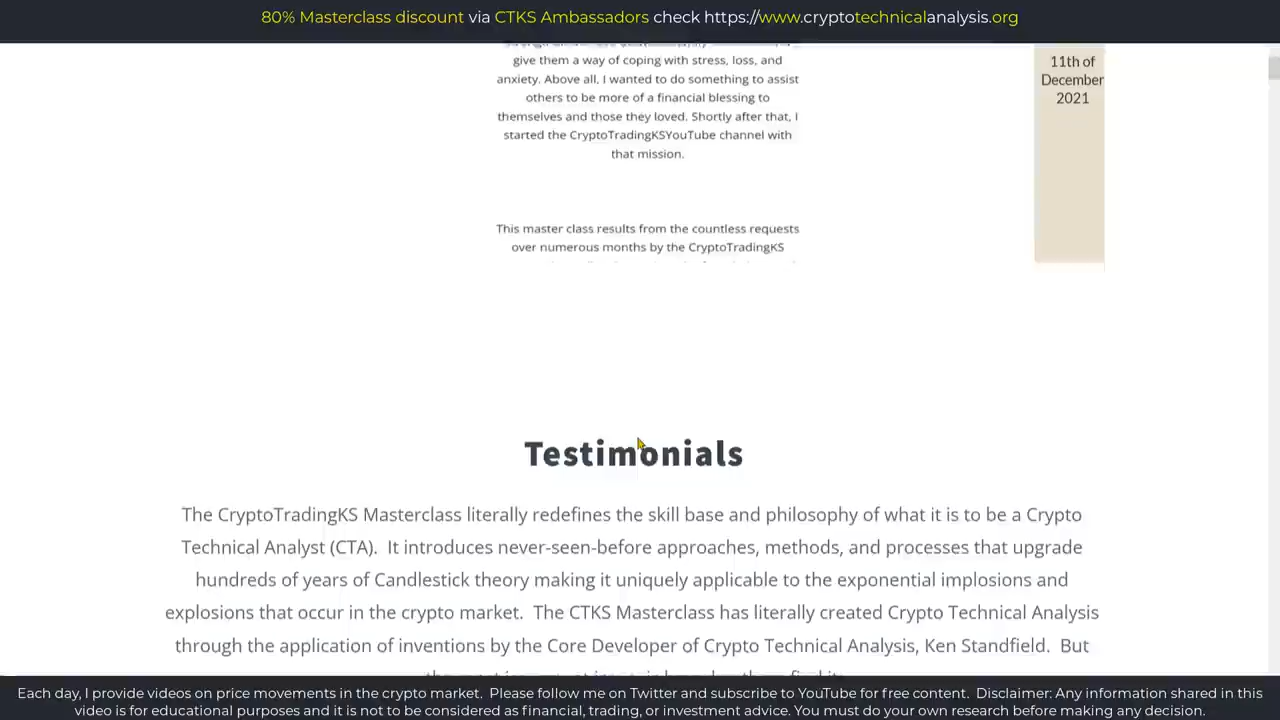 80% Masterclass discount via CTKS Ambassadors check https://www.cryptotechnicalanalysis.org
give them a way of coping with stress, loss, and
anxiety. Above all, I wanted to do something to assist
others to be more of a financial blessing to
themselves and those they loved. Shortly after that, I
started the CryptoTradingKSYouTube channel with
that mission.
This master class results from the countless requests
over numerous months by the CryptoTradingKS
11th of
December
2021
Testimonials
The CryptoTradingKS Masterclass literally redefines the skill base and philosophy of what it is to be a Crypto
Technical Analyst (CTA).  It introduces never-seen-before approaches, methods, and processes that upgrade
hundreds of years of Candlestick theory making it uniquely applicable to the exponential implosions and
explosions that occur in the crypto market.  The CTKS Masterclass has literally created Crypto Technical Analysis
through the application of inventions by the Core Developer of Crypto Technical Analysis, Ken Standfield.  But
Each day, I provide videos on price movements in the crypto market.  Please follow me on Twitter and subscribe to YouTube for free content.  Disclaimer: Any information shared in this
video is for educational purposes and it is not to be considered as financial, trading, or investment advice. You must do your own research before making any decision.